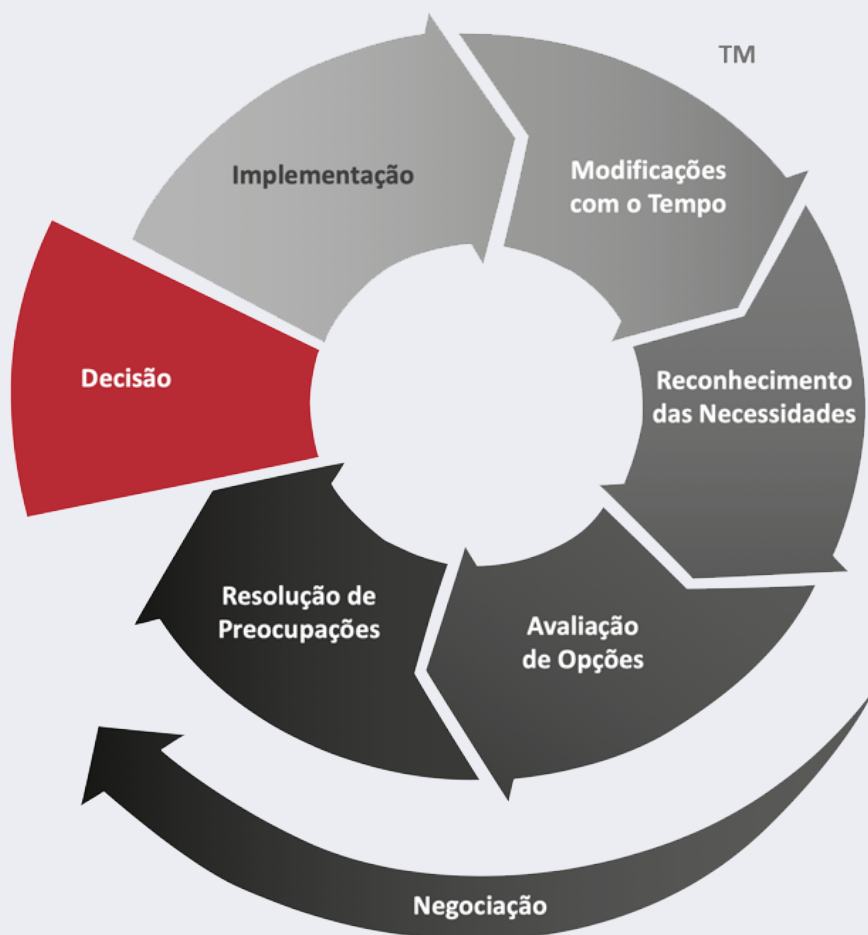 TM
Implementação
Modificações
com o Tempo
Decisão
Reconhecimento
das Necessidades
Resolução de
Preocupações
Avaliação
de Opções
Negociação